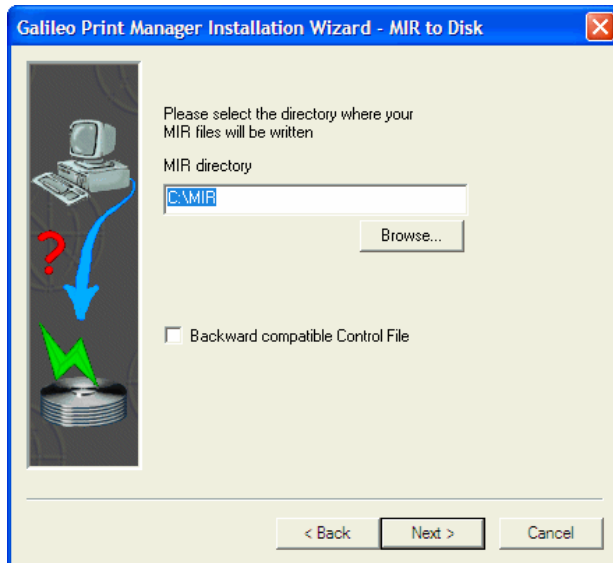 Galileo Print Manager Installation Wizard - MIR to Disk
Please select the directory where your
MIR files will be written
MIR directory
C:\MIR
Browse...
?
Backward compatible Control File
< Back
Next >
Cancel